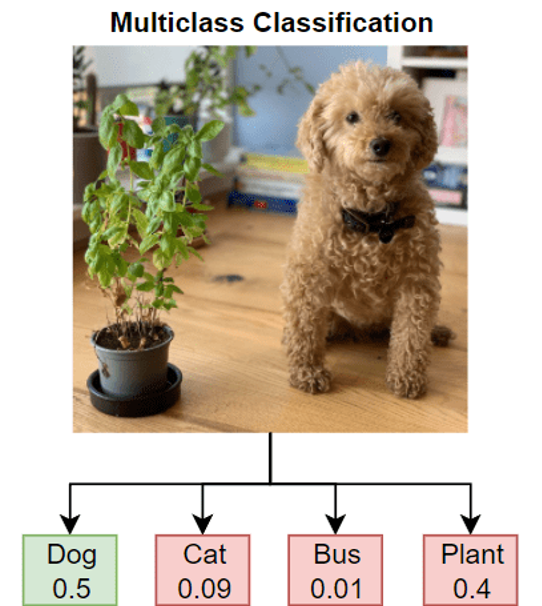 Multiclass Classification
Dog Cat Bus Plant
0.5 0.09 0.01 0.4